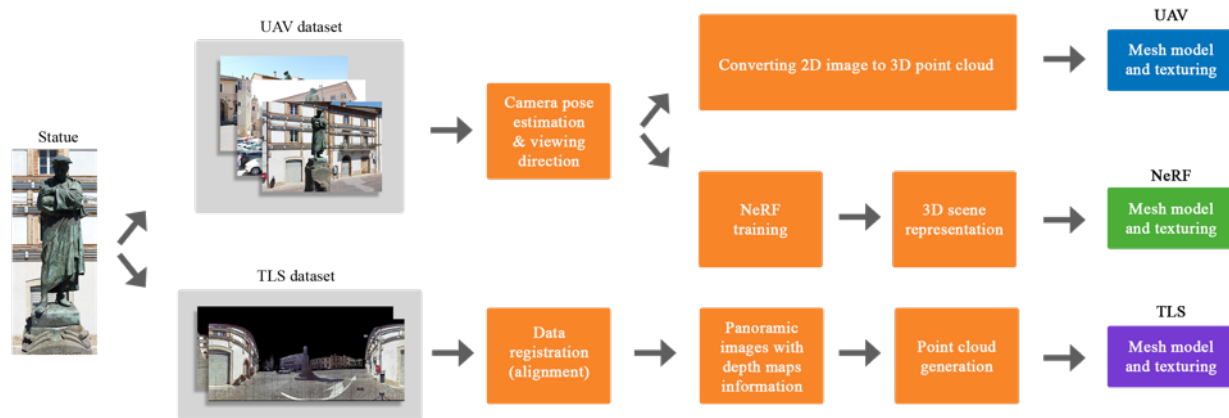 UAV dataset
Statue
Camera pose
estimation
& viewing
direction
Converting 2D image to 3D point cloud
UAV
Mesh model
and texturing
NeRF
training
3D scene
representation
NeRF
Mesh model
and texturing
TLS dataset
Data
registration
(alignment)
Panoramic
images with
depth maps
information
Point cloud
generation
TLS
Mesh model
and texturing